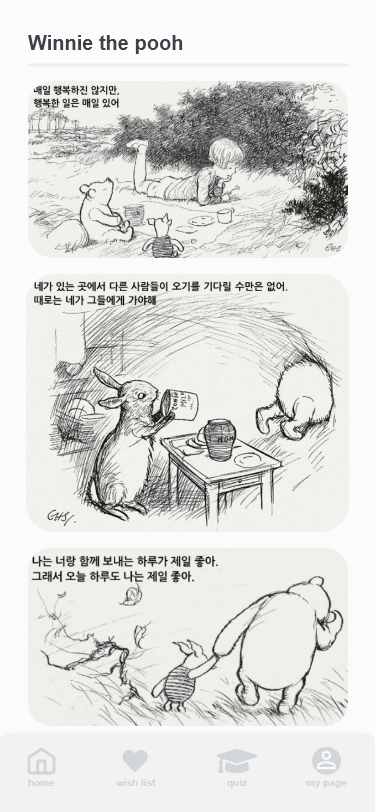 Winnie the pooh
매일 행복하진 않지만,
행복한 일은 매일 있어
EHS
네가 있는 곳에서 다른 사람들이 오기를 기다릴 수만은 없어.
때로는 네가 그들에게 가야해
MILK
HUN
EHS.
나는 너랑 함께 보내는 하루가 제일 좋아.
그래서 오늘 하루도 나는 제일 좋아.
home
wish list
quiz
my page